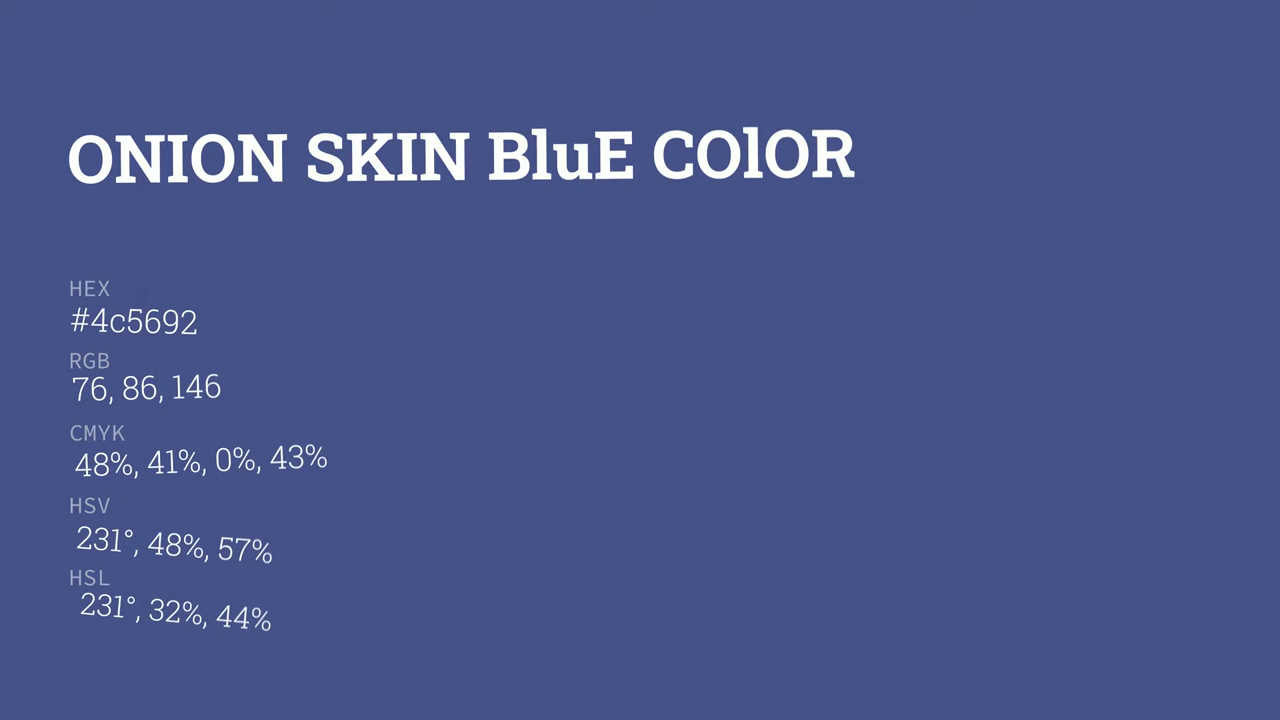 ONION SKIN BluE COlOR
HEX
#4c5692
RGB
76, 86, 146
CMYK
48%, 41%, 0%, 43%
HSV
231°, 48%, 57%
HSL
231°, 32%, 44%